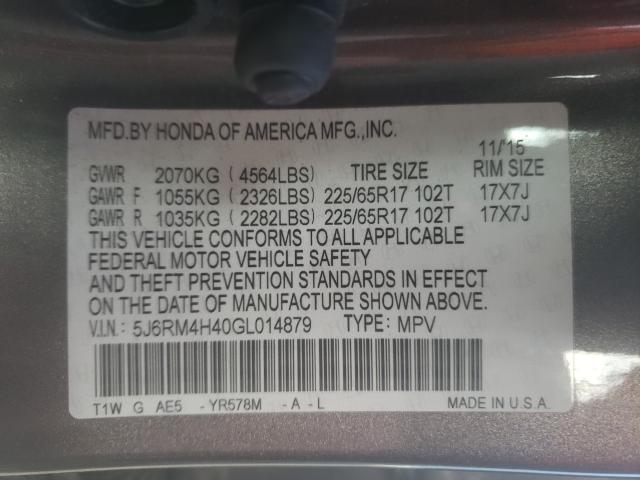 MFD.BY HONDA OF AMERICA MFG.,INC.
11/'15
GVWR 2070KG ( 4564LBS) TIRE SIZE RIM SIZE
GAWR F 1055KG ( 2326LBS) 225/65R17 102T 17X7J
GAWR R 1035KG ( 2282LBS) 225/65R17 102T 17X7J
THIS VEHICLE CONFORMS TO ALL APPLICABLE
FEDERAL MOTOR VEHICLE SAFETY
AND THEFT PREVENTION STANDARDS IN EFFECT
ON THE DATE OF MANUFACTURE SHOWN ABOVE.
V.I.N.: 5J6RM4H40GL014879 TYPE: MPV
T1W G AE5 -YR578M -A-L MADE IN U.S.A.